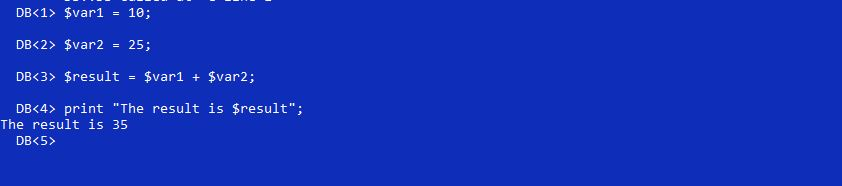 DB<1> $var1 = 10;
DB<2> $var2 = 25;
DB<3> $result = $var1 + $var2;
DB<4> print "The result is $result";
The result is 35
DB<5>